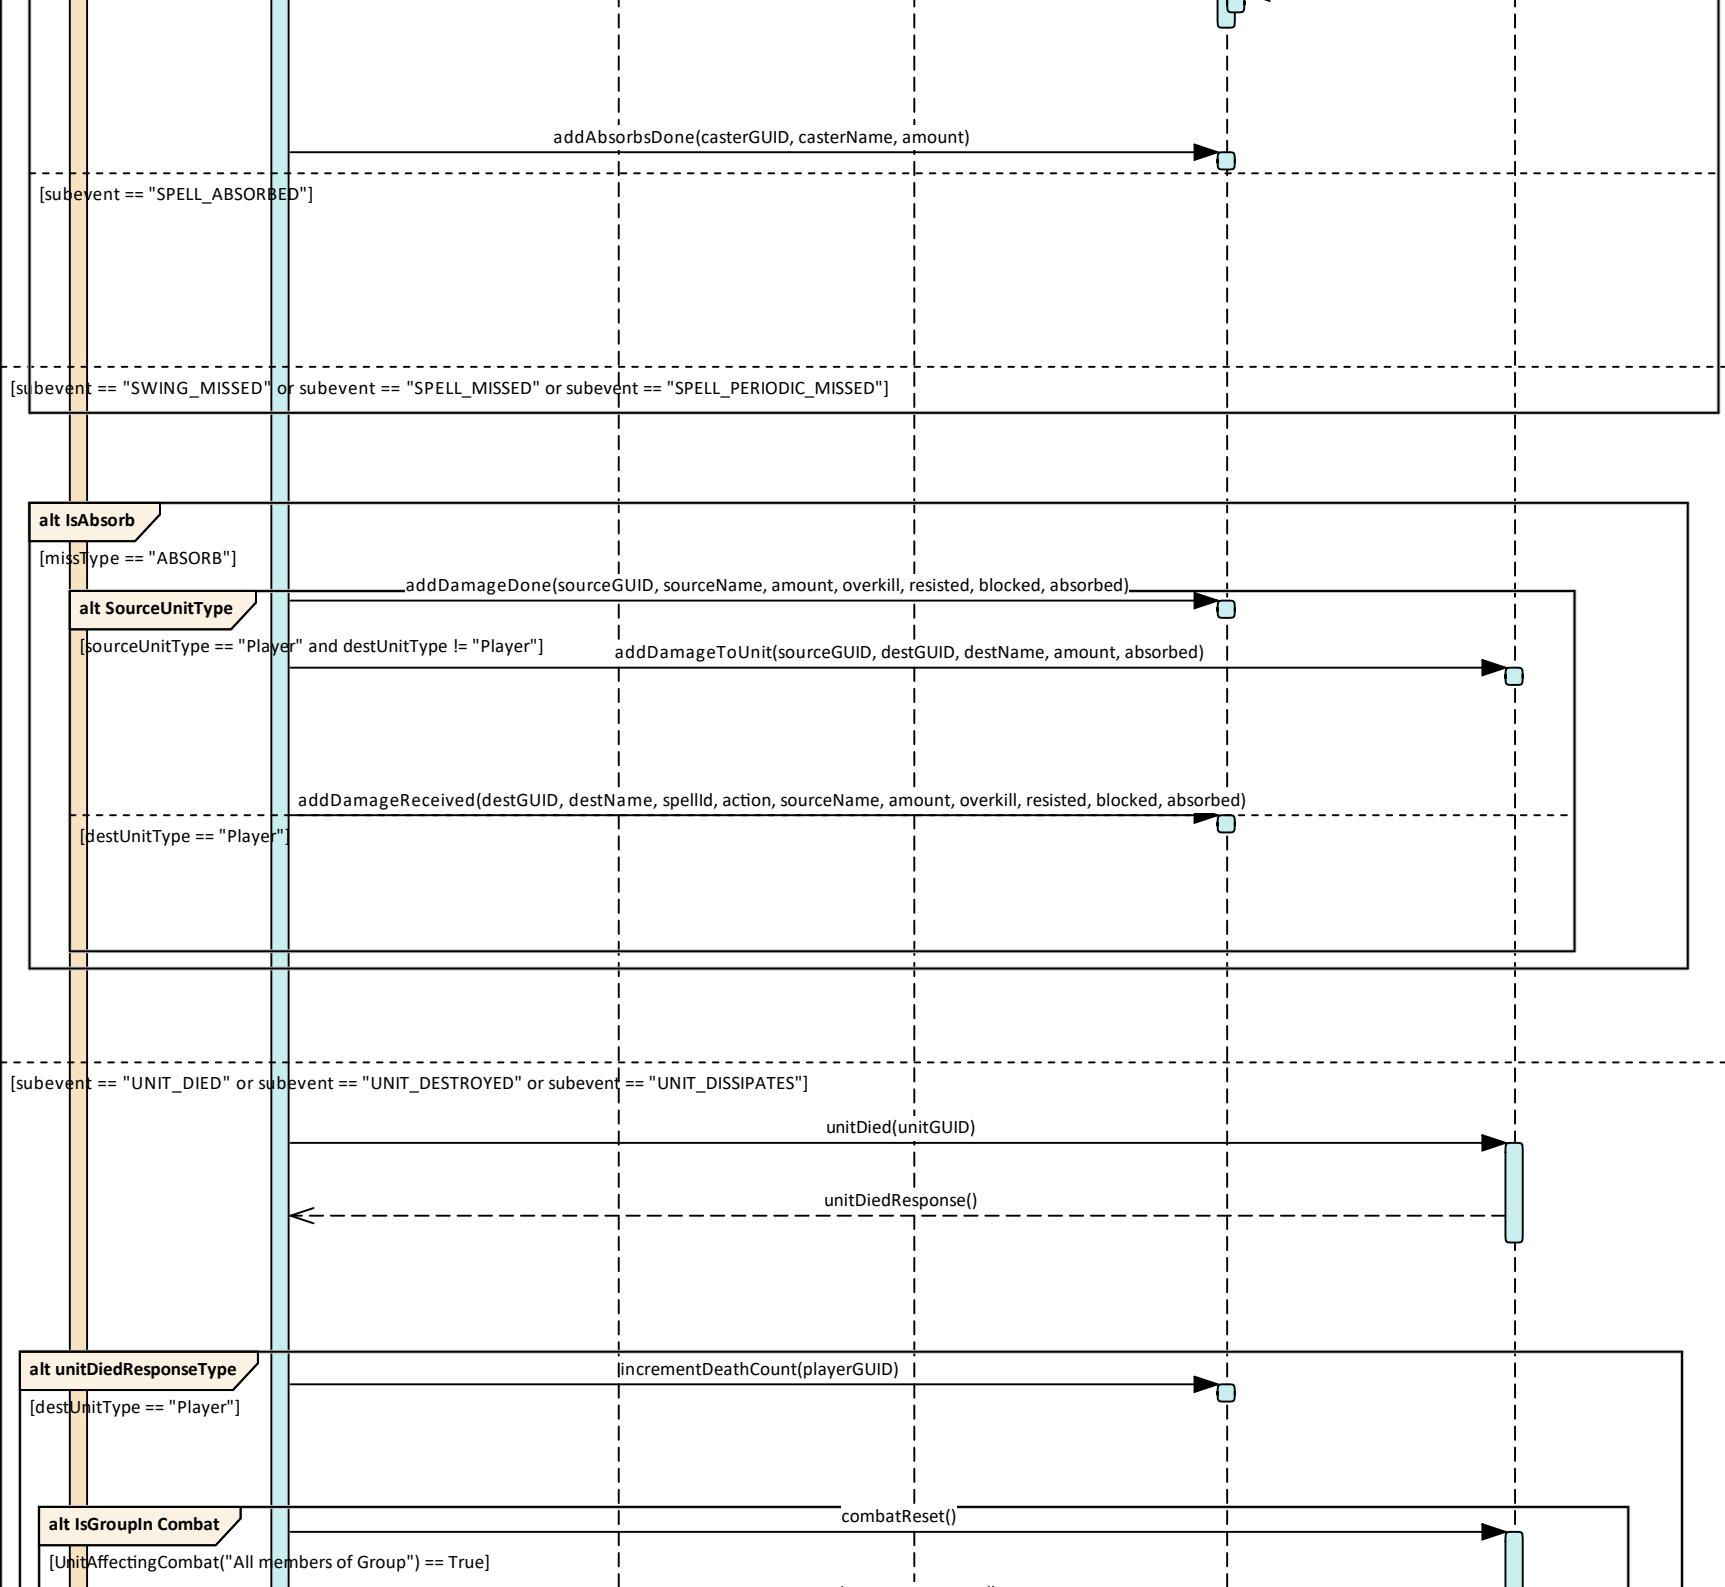 addAbsorbsDone(casterGUID, casterName, amount)
[subevent == "SPELL_ABSORBED"]
[subevent == "SWING_MISSED" or subevent == "SPELL_MISSED" or subevent == "SPELL_PERIODIC_MISSED"]
alt IsAbsorb
[missType == "ABSORB"]
addDamageDone(sourceGUID, sourceName, amount, overkill, resisted, blocked, absorbed)
alt SourceUnitType
[sourceUnitType == "Player" and destUnitType != "Player"]
addDamageToUnit(sourceGUID, destGUID, destName, amount, absorbed)
addDamageReceived(destGUID, destName, spellId, action, sourceName, amount, overkill, resisted, blocked, absorbed)
[destUnitType == "Player"]
[subevent == "UNIT_DIED" or subevent == "UNIT_DESTROYED" or subevent == "UNIT_DISSIPATES"]
unitDied(unitGUID)
unitDiedResponse()
alt unitDiedResponseType
incrementDeathCount(playerGUID)
[destUnitType == "Player"]
combatReset()
alt IsGroupIn Combat
[UnitAffectingCombat("All members of Group") == True]